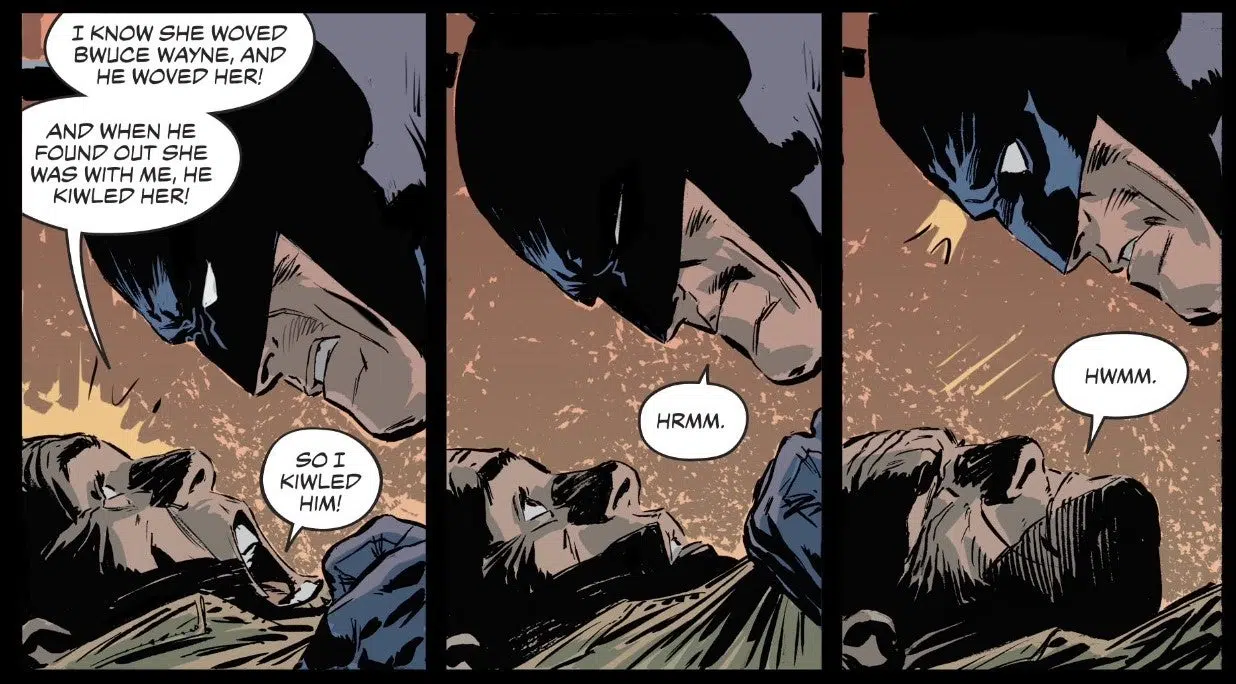 I KNOW SHE WOVED
BWUCE WAYNE, AND
HE WOVED HER!
AND WHEN HE
FOUND OUT SHE
WAS WITH ME, HE
KIWLED HER!
SO I
KIWLED
HIM!
HRMM.
HWMM.